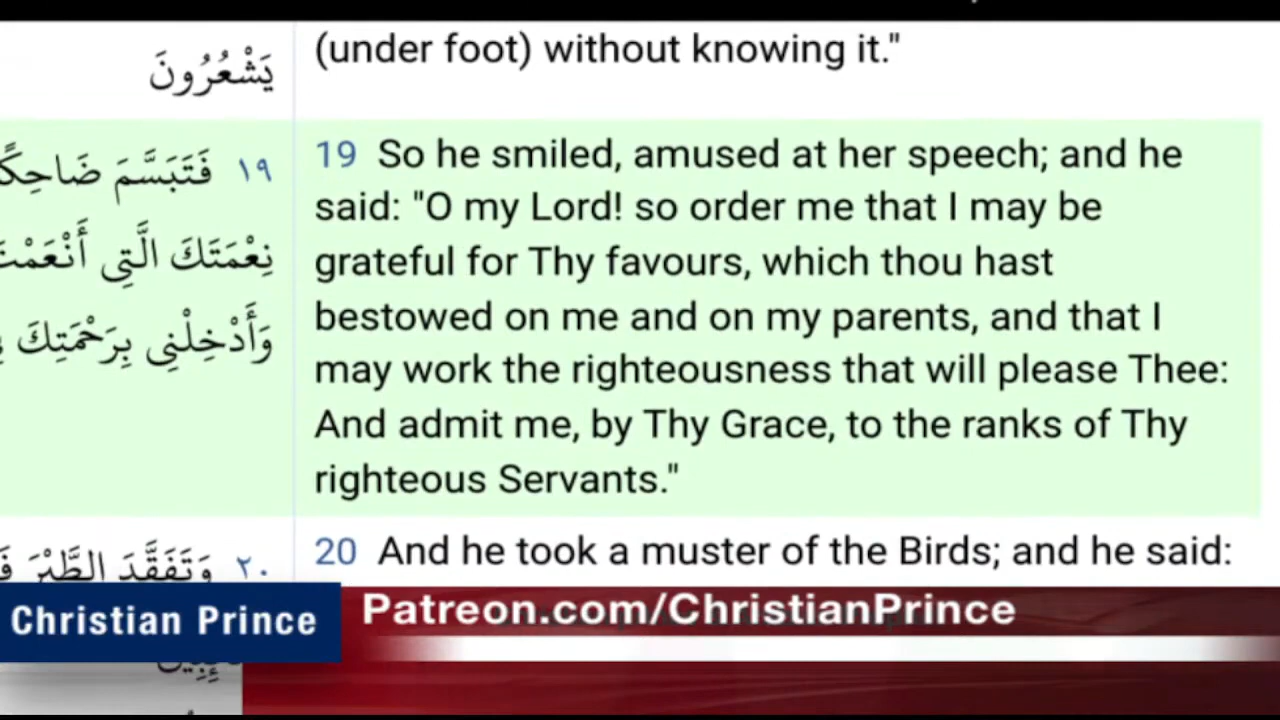 (under foot) without knowing it."
يَشْعُرُونَ
19 So he smiled, amused at her speech; and he
said: "O my Lord! so order me that I may be
grateful for Thy favours, which thou hast
bestowed on me and on my parents, and that I
may work the righteousness that will please Thee:
And admit me, by Thy Grace, to the ranks of Thy
righteous Servants."
١٩ فَتَبَسَّمَ ضَاحِكًا
نِعْمَتَكَ الَّتِي أَنْعَمْتَ
وَأَدْخِلْنِي بِرَحْمَتِكَ
20 And he took a muster of the Birds; and he said:
٢٠ وَتَفَقَّدَ الطَّيْرَ
Christian Prince
Patreon.com/ChristianPrince